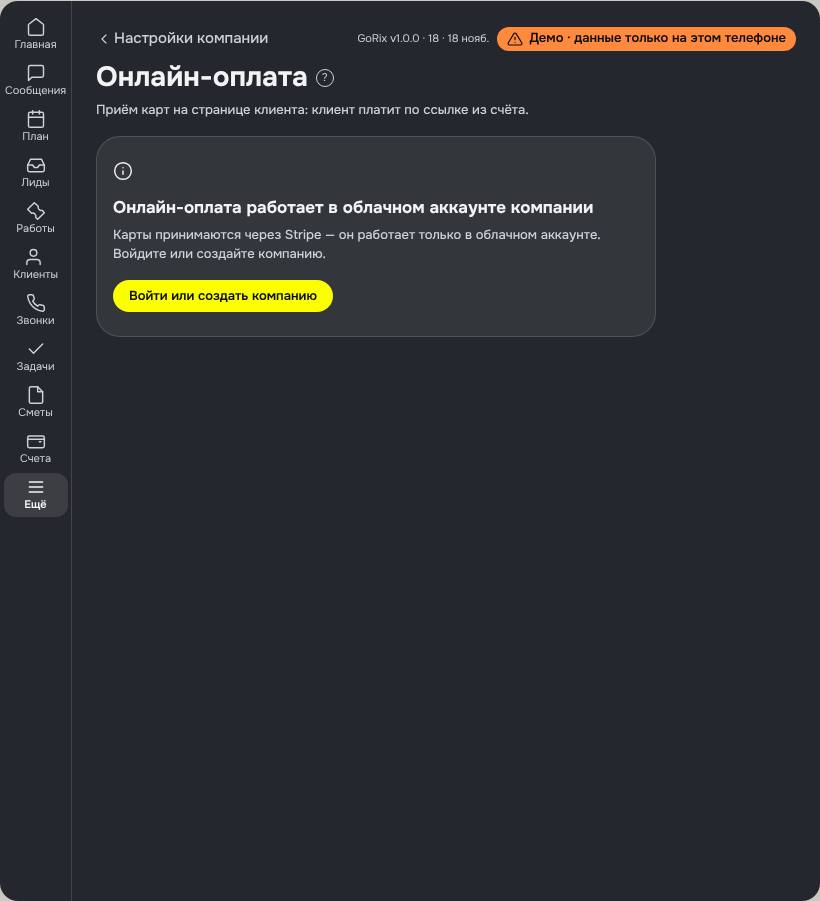 Главная
Сообщения
План
Лиды
Работы
Клиенты
Звонки
Задачи
Сметы
Счета
Ещё
Настройки компании
GoRix v1.0.0 · 18 · 18 нояб.
Демо · данные только на этом телефоне
Онлайн-оплата ?
Приём карт на странице клиента: клиент платит по ссылке из счёта.
Онлайн-оплата работает в облачном аккаунте компании
Карты принимаются через Stripe — он работает только в облачном аккаунте.
Войдите или создайте компанию.
Войти или создать компанию